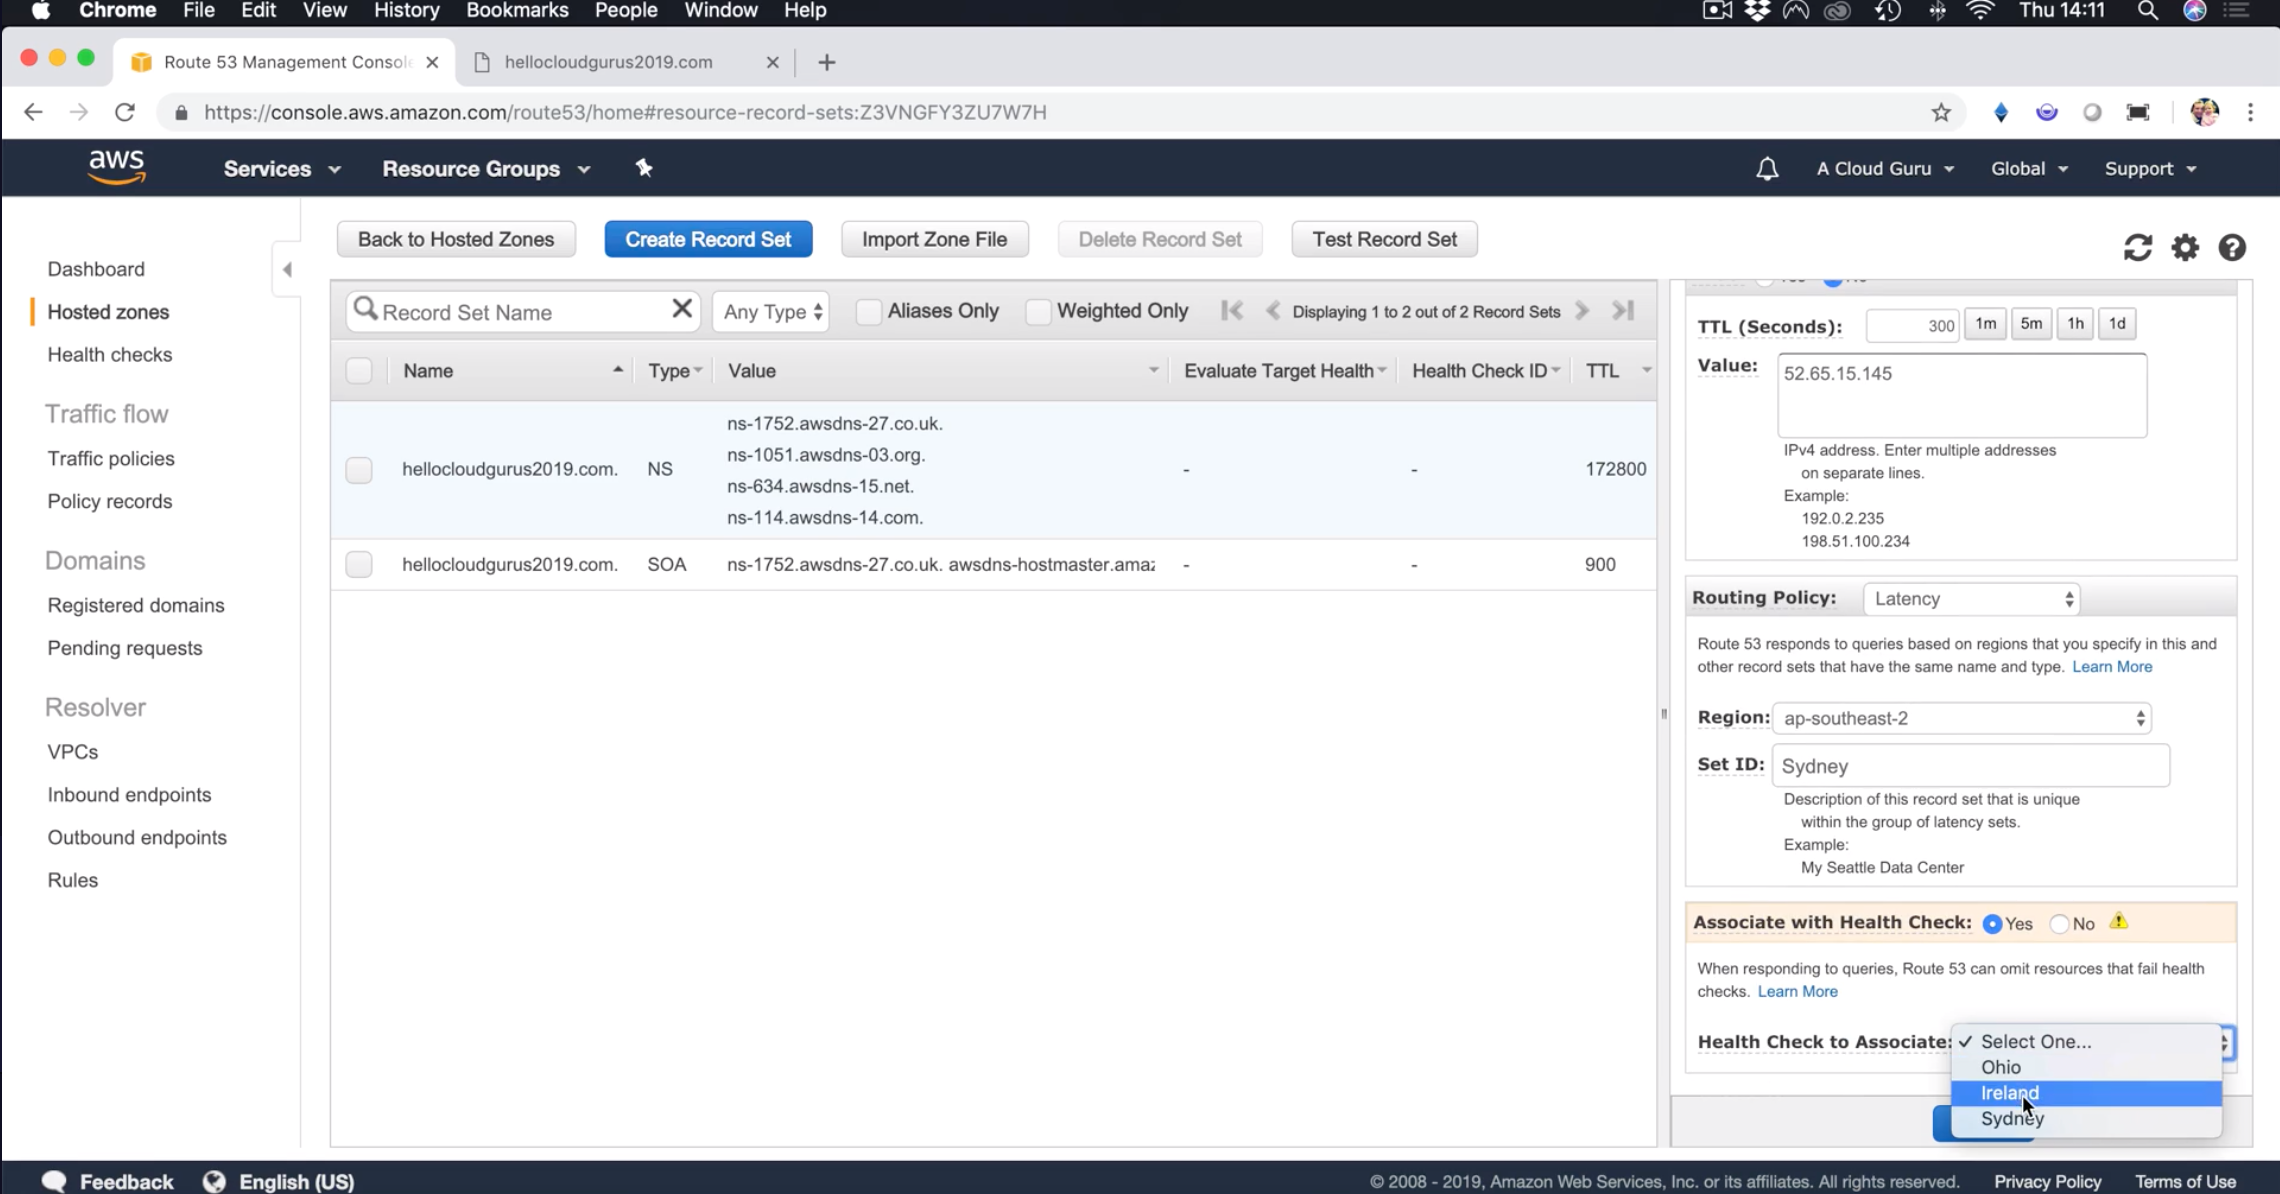 Chrome File Edit View History Bookmarks People Window Help Thu 14:11
Route 53 Management Console hellocloudgurus2019.com
https://console.aws.amazon.com/route53/home#resource-record-sets:Z3VNGFY3ZU7W7H
aws Services Resource Groups A Cloud Guru Global Support
Dashboard
Hosted zones
Health checks
Traffic flow
Traffic policies
Policy records
Domains
Registered domains
Pending requests
Resolver
VPCs
Inbound endpoints
Outbound endpoints
Rules
Back to Hosted Zones Create Record Set Import Zone File Delete Record Set Test Record Set
Record Set Name Any Type Aliases Only Weighted Only Displaying 1 to 2 out of 2 Record Sets
Name Type Value Evaluate Target Health Health Check ID TTL
ns-1752.awsdns-27.co.uk.
ns-1051.awsdns-03.org.
hellocloudgurus2019.com. NS - - 172800
ns-634.awsdns-15.net.
ns-114.awsdns-14.com.
hellocloudgurus2019.com. SOA ns-1752.awsdns-27.co.uk. awsdns-hostmaster.amaz - - 900
TTL (Seconds): 300 1m 5m 1h 1d
Value: 52.65.15.145
IPv4 address. Enter multiple addresses
on separate lines.
Example:
192.0.2.235
198.51.100.234
Routing Policy: Latency
Route 53 responds to queries based on regions that you specify in this and
other record sets that have the same name and type. Learn More
Region: ap-southeast-2
Set ID: Sydney
Description of this record set that is unique
within the group of latency sets.
Example:
My Seattle Data Center
Associate with Health Check: Yes No
When responding to queries, Route 53 can omit resources that fail health
checks. Learn More
Health Check to Associate: Select One...
Ohio
Ireland
Sydney
Feedback English (US) © 2008 - 2019, Amazon Web Services, Inc. or its affiliates. All rights reserved. Privacy Policy Terms of Use